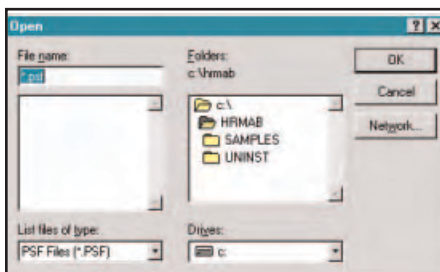 Open
? X
File name:
*.psf
Folders:
c:\hrmab
c:\
HRMAB
SAMPLES
UNINST
OK
Cancel
Network...
List files of type:
PSF Files (*.PSF)
Drives:
c: